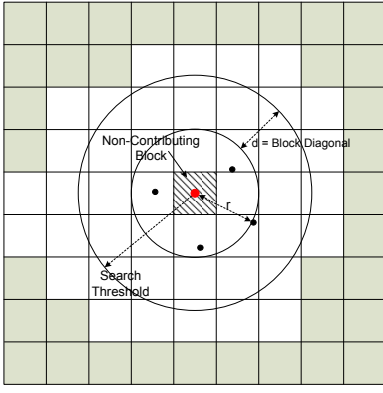 Non-Contributing
Block
d = Block Diagonal
r
Search
Threshold